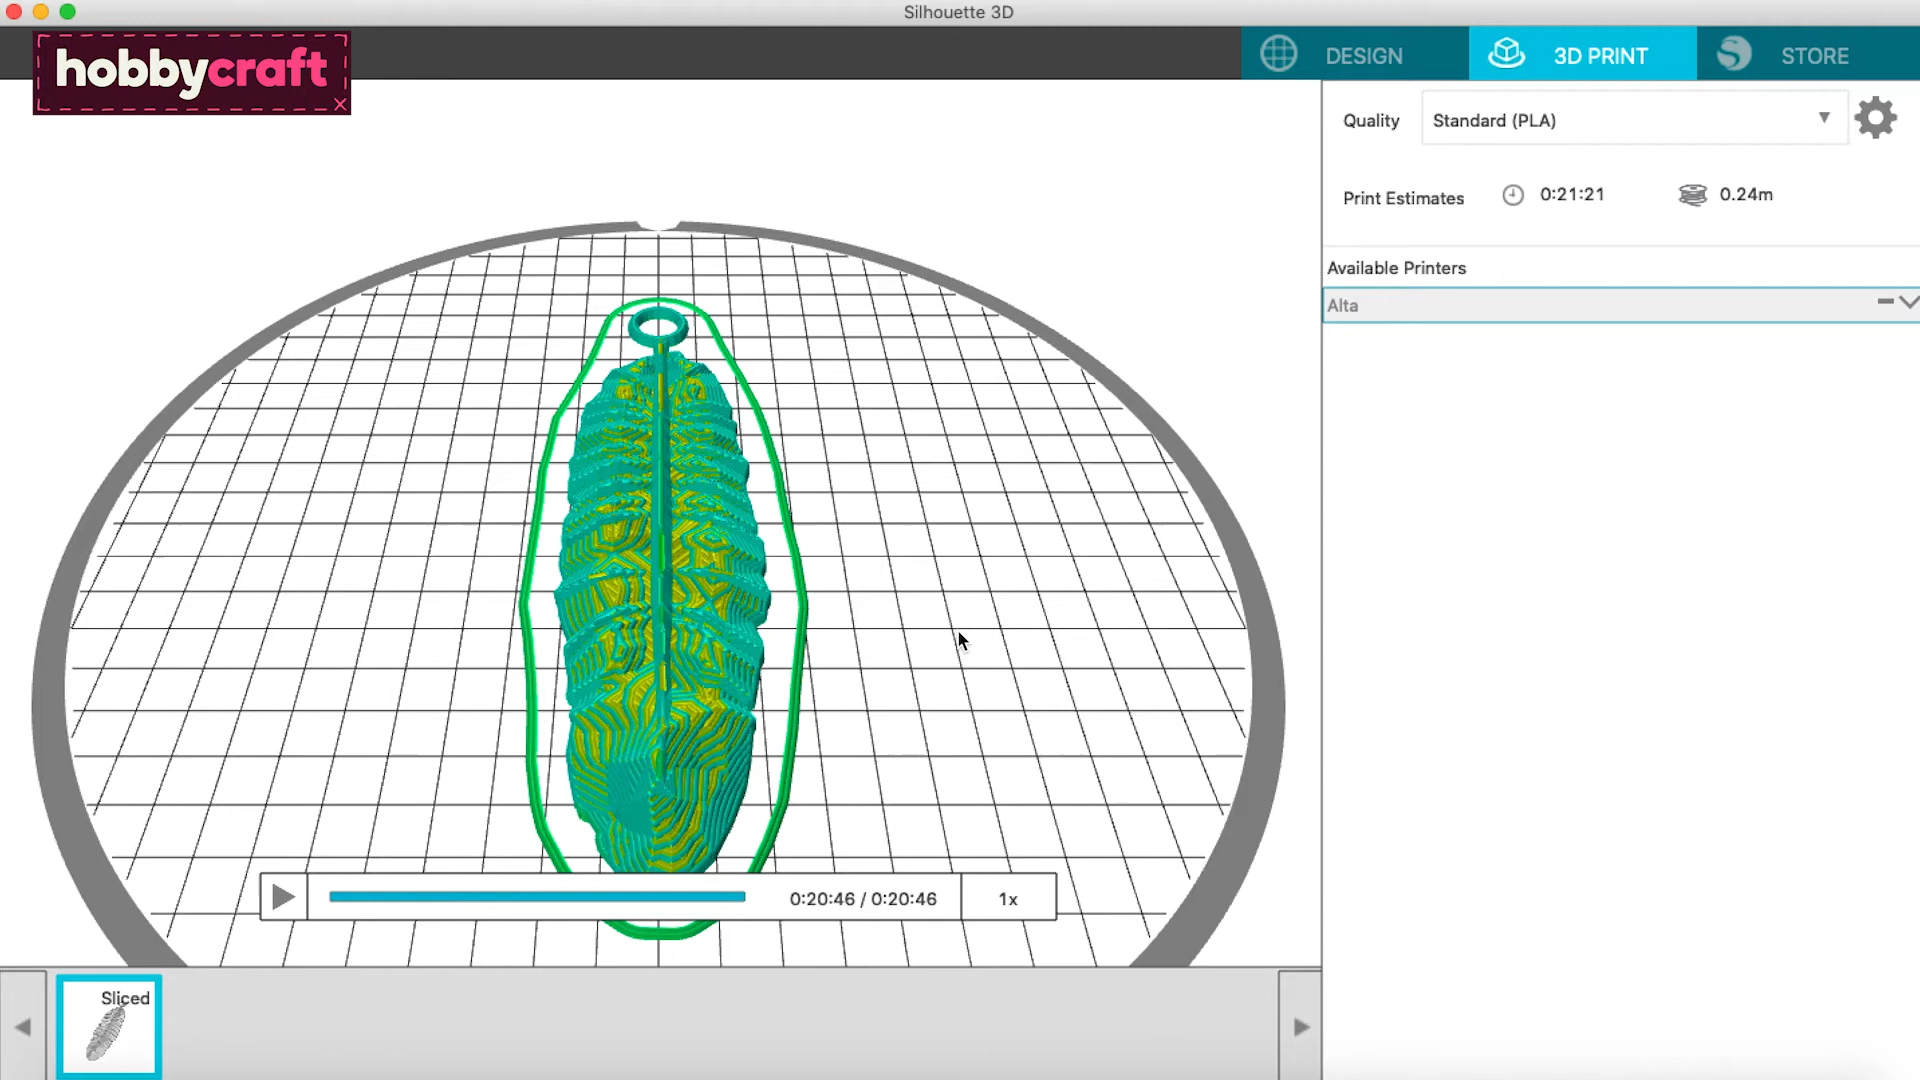 Silhouette 3D
hobbycraft
DESIGN
3D PRINT
STORE
Quality
Standard (PLA)
Print Estimates
0:21:21
0.24m
Available Printers
Alta
0:20:46 / 0:20:46
1x
Sliced